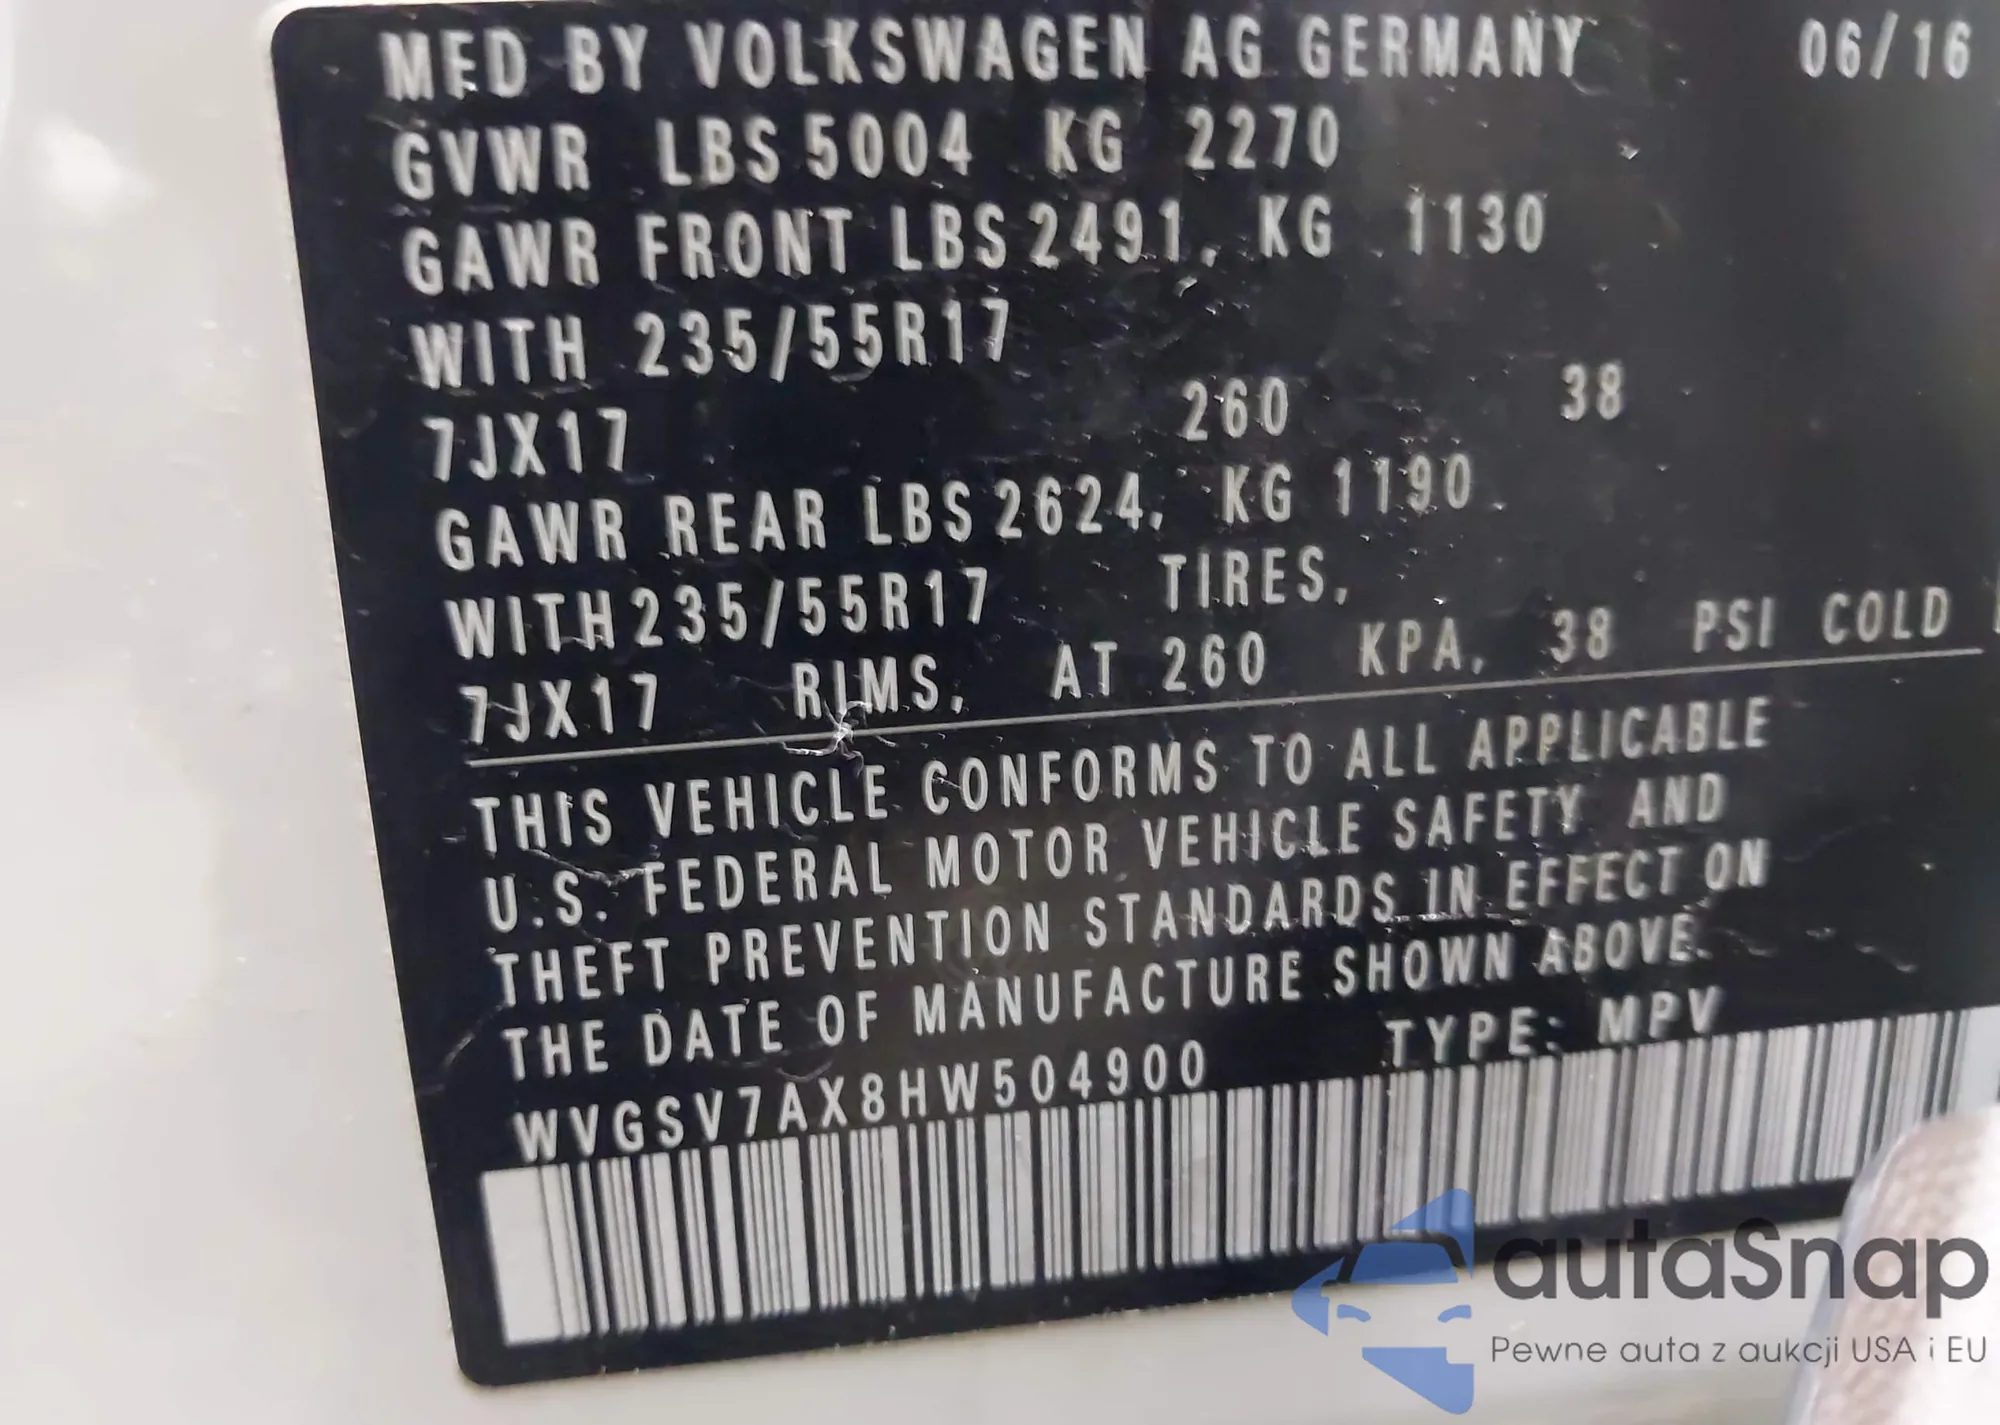 MFD BY VOLKSWAGEN AG GERMANY 06/16
GVWR LBS 5004 KG 2270
GAWR FRONT LBS 2491, KG 1130
WITH 235/55R17
7JX17 260 38
GAWR REAR LBS 2624, KG 1190
WITH 235/55R17 TIRES,
7JX17 RIMS, AT 260 KPA, 38 PSI COLD
THIS VEHICLE CONFORMS TO ALL APPLICABLE
U.S. FEDERAL MOTOR VEHICLE SAFETY AND
THEFT PREVENTION STANDARDS IN EFFECT ON
THE DATE OF MANUFACTURE SHOWN ABOVE.
WVGSV7AX8HW504900 TYPE: MPV
autaSnap
Pewne auta z aukcji USA i EU